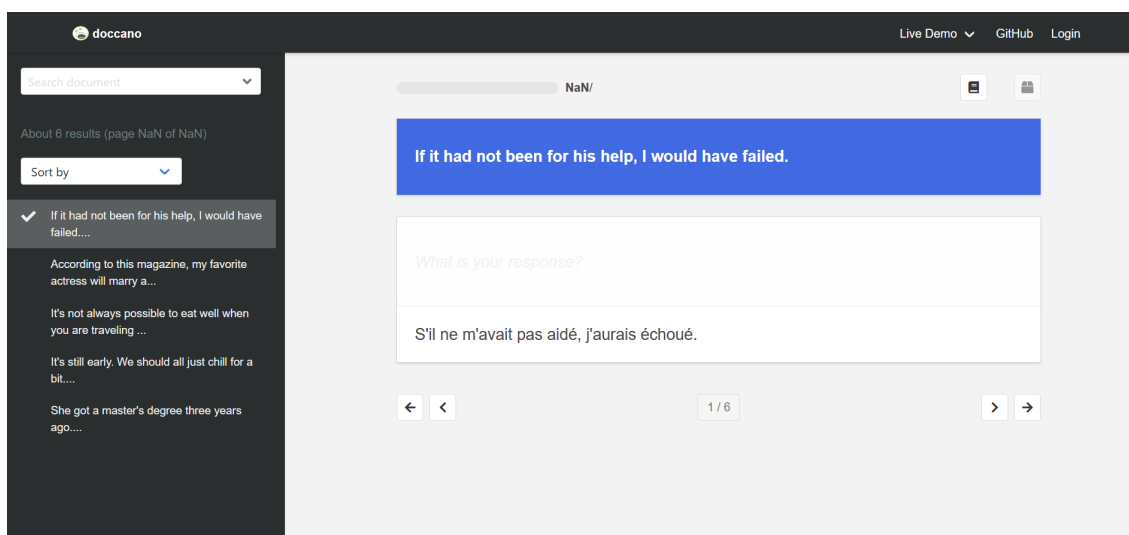 doccano
Live Demo
GitHub
Login
Search document
About 6 results (page NaN of NaN)
Sort by
If it had not been for his help, I would have
failed....
According to this magazine, my favorite
actress will marry a...
It's not always possible to eat well when
you are traveling ...
It's still early. We should all just chill for a
bit....
She got a master's degree three years
ago....
NaN/
If it had not been for his help, I would have failed.
What is your response?
S'il ne m'avait pas aidé, j'aurais échoué.
1 / 6